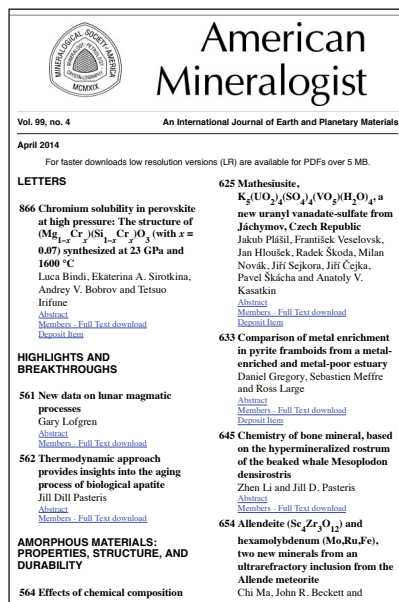 MINERALOGICAL SOCIETY of AMERICA
MINERALOGY · PETROLOGY
CRYSTALLOGRAPHY
MCMXIX
American
Mineralogist
Vol. 99, no. 4
An International Journal of Earth and Planetary Materials
April 2014
For faster downloads low resolution versions (LR) are available for PDFs over 5 MB.
LETTERS
866 Chromium solubility in perovskite
at high pressure: The structure of
(Mg1–xCrx)(Si1–xCrx)O3 (with x =
0.07) synthesized at 23 GPa and
1600 °C
Luca Bindi, Ekaterina A. Sirotkina,
Andrey V. Bobrov and Tetsuo
Irifune
Abstract
Members - Full Text download
Deposit Item
HIGHLIGHTS AND
BREAKTHROUGHS
561 New data on lunar magmatic
processes
Gary Lofgren
Abstract
Members - Full Text download
562 Thermodynamic approach
provides insights into the aging
process of biological apatite
Jill Dill Pasteris
Abstract
Members - Full Text download
AMORPHOUS MATERIALS:
PROPERTIES, STRUCTURE, AND
DURABILITY
564 Effects of chemical composition
625 Mathesiusite,
K5(UO2)4(SO4)4(VO5)(H2O)4, a
new uranyl vanadate-sulfate from
Jáchymov, Czech Republic
Jakub Plášil, František Veselovsk,
Jan Hloušek, Radek Škoda, Milan
Novák, Jiří Sejkora, Jiří Čejka,
Pavel Škácha and Anatoly V.
Kasatkin
Abstract
Members - Full Text download
Deposit Item
633 Comparison of metal enrichment
in pyrite framboids from a metal-
enriched and metal-poor estuary
Daniel Gregory, Sebastien Meffre
and Ross Large
Abstract
Members - Full Text download
Deposit Item
645 Chemistry of bone mineral, based
on the hypermineralized rostrum
of the beaked whale Mesoplodon
densirostris
Zhen Li and Jill D. Pasteris
Abstract
Members - Full Text download
654 Allendeite (Sc4Zr3O12) and
hexamolybdenum (Mo,Ru,Fe),
two new minerals from an
ultrarefractory inclusion from the
Allende meteorite
Chi Ma, John R. Beckett and